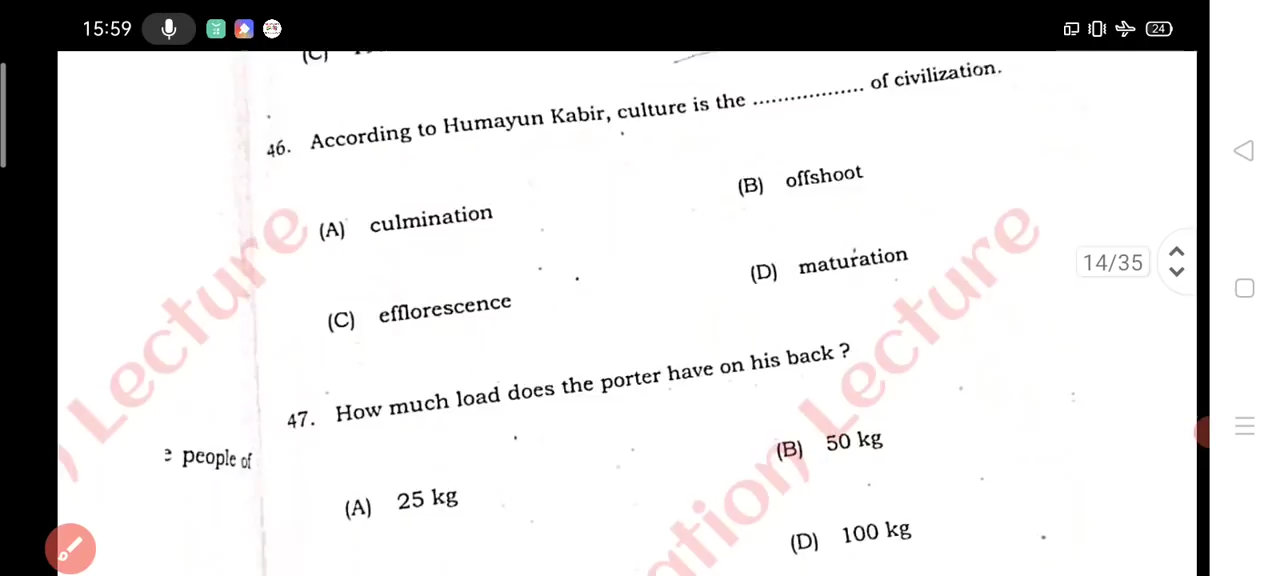 15:59
24
(C)
46. According to Humayun Kabir, culture is the .................. of civilization.
(A) culmination
(B) offshoot
(C) efflorescence
(D) maturation
14/35
47. How much load does the porter have on his back ?
people of
(A) 25 kg
(B) 50 kg
(D) 100 kg
Lecture
ation Lecture